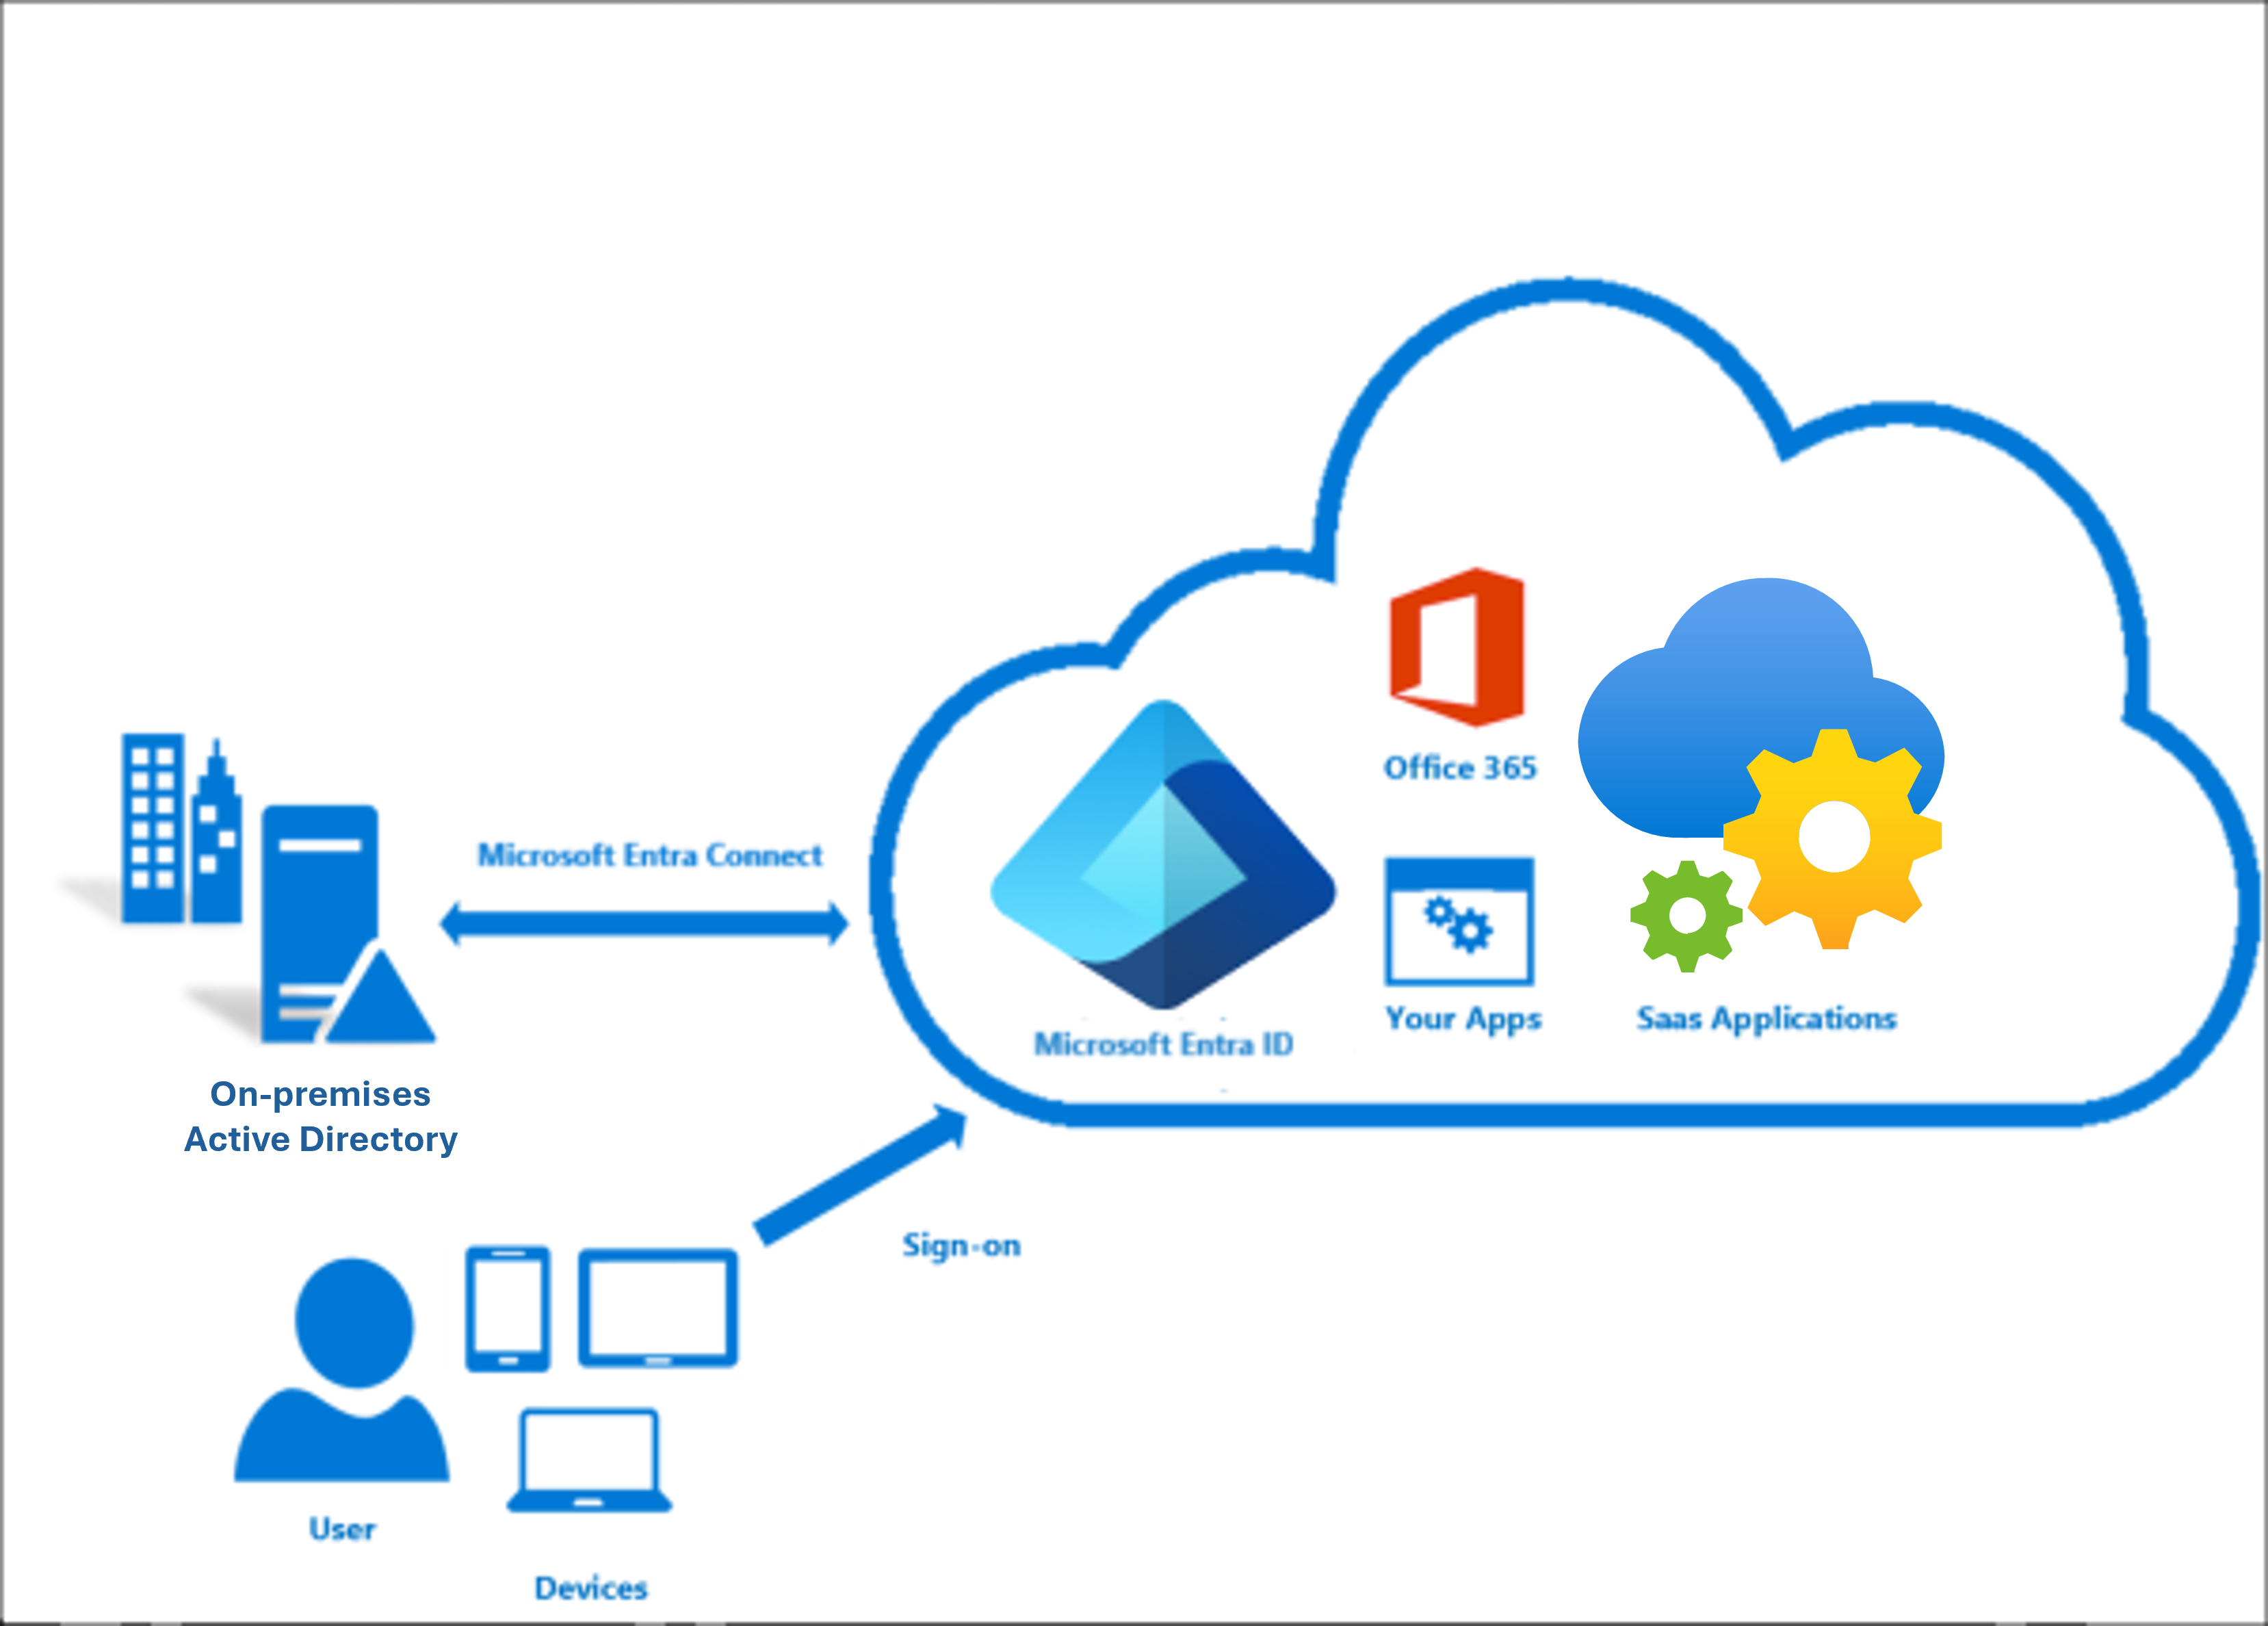 Office 365
Microsoft Entra Connect
Your Apps
Saas Applications
Microsoft Entra ID
On-premises
Active Directory
Sign-on
User
Devices